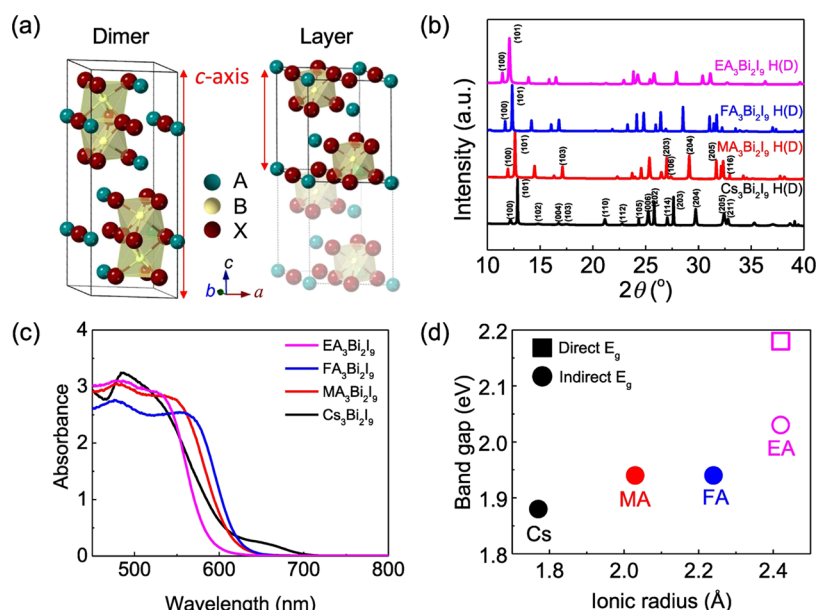 (a)
Dimer
Layer
c-axis
A
B
X
c
b
a
(b)
Intensity (a.u.)
EA₃Bi₂I₉ H(D)
(100)
(101)
FA₃Bi₂I₉ H(D)
(100)
(101)
MA₃Bi₂I₉ H(D)
(100)
(101)
(103)
(203)
(106)
(204)
(205)
(116)
Cs₃Bi₂I₉ H(D)
(100)
(101)
(102)
(004)
(103)
(110)
(112)
(105)
(006)
(202)
(114)
(203)
(204)
(205)
(211)
10 15 20 25 30 35 40
2θ (°)
(c)
Absorbance
5
4
3
2
1
0
EA₃Bi₂I₉
FA₃Bi₂I₉
MA₃Bi₂I₉
Cs₃Bi₂I₉
500 600 700 800
Wavelength (nm)
(d)
Band gap (eV)
2.2
2.1
2.0
1.9
1.8
Direct E₉
Indirect E₉
EA
MA
FA
Cs
1.8 2.0 2.2 2.4
Ionic radius (Å)